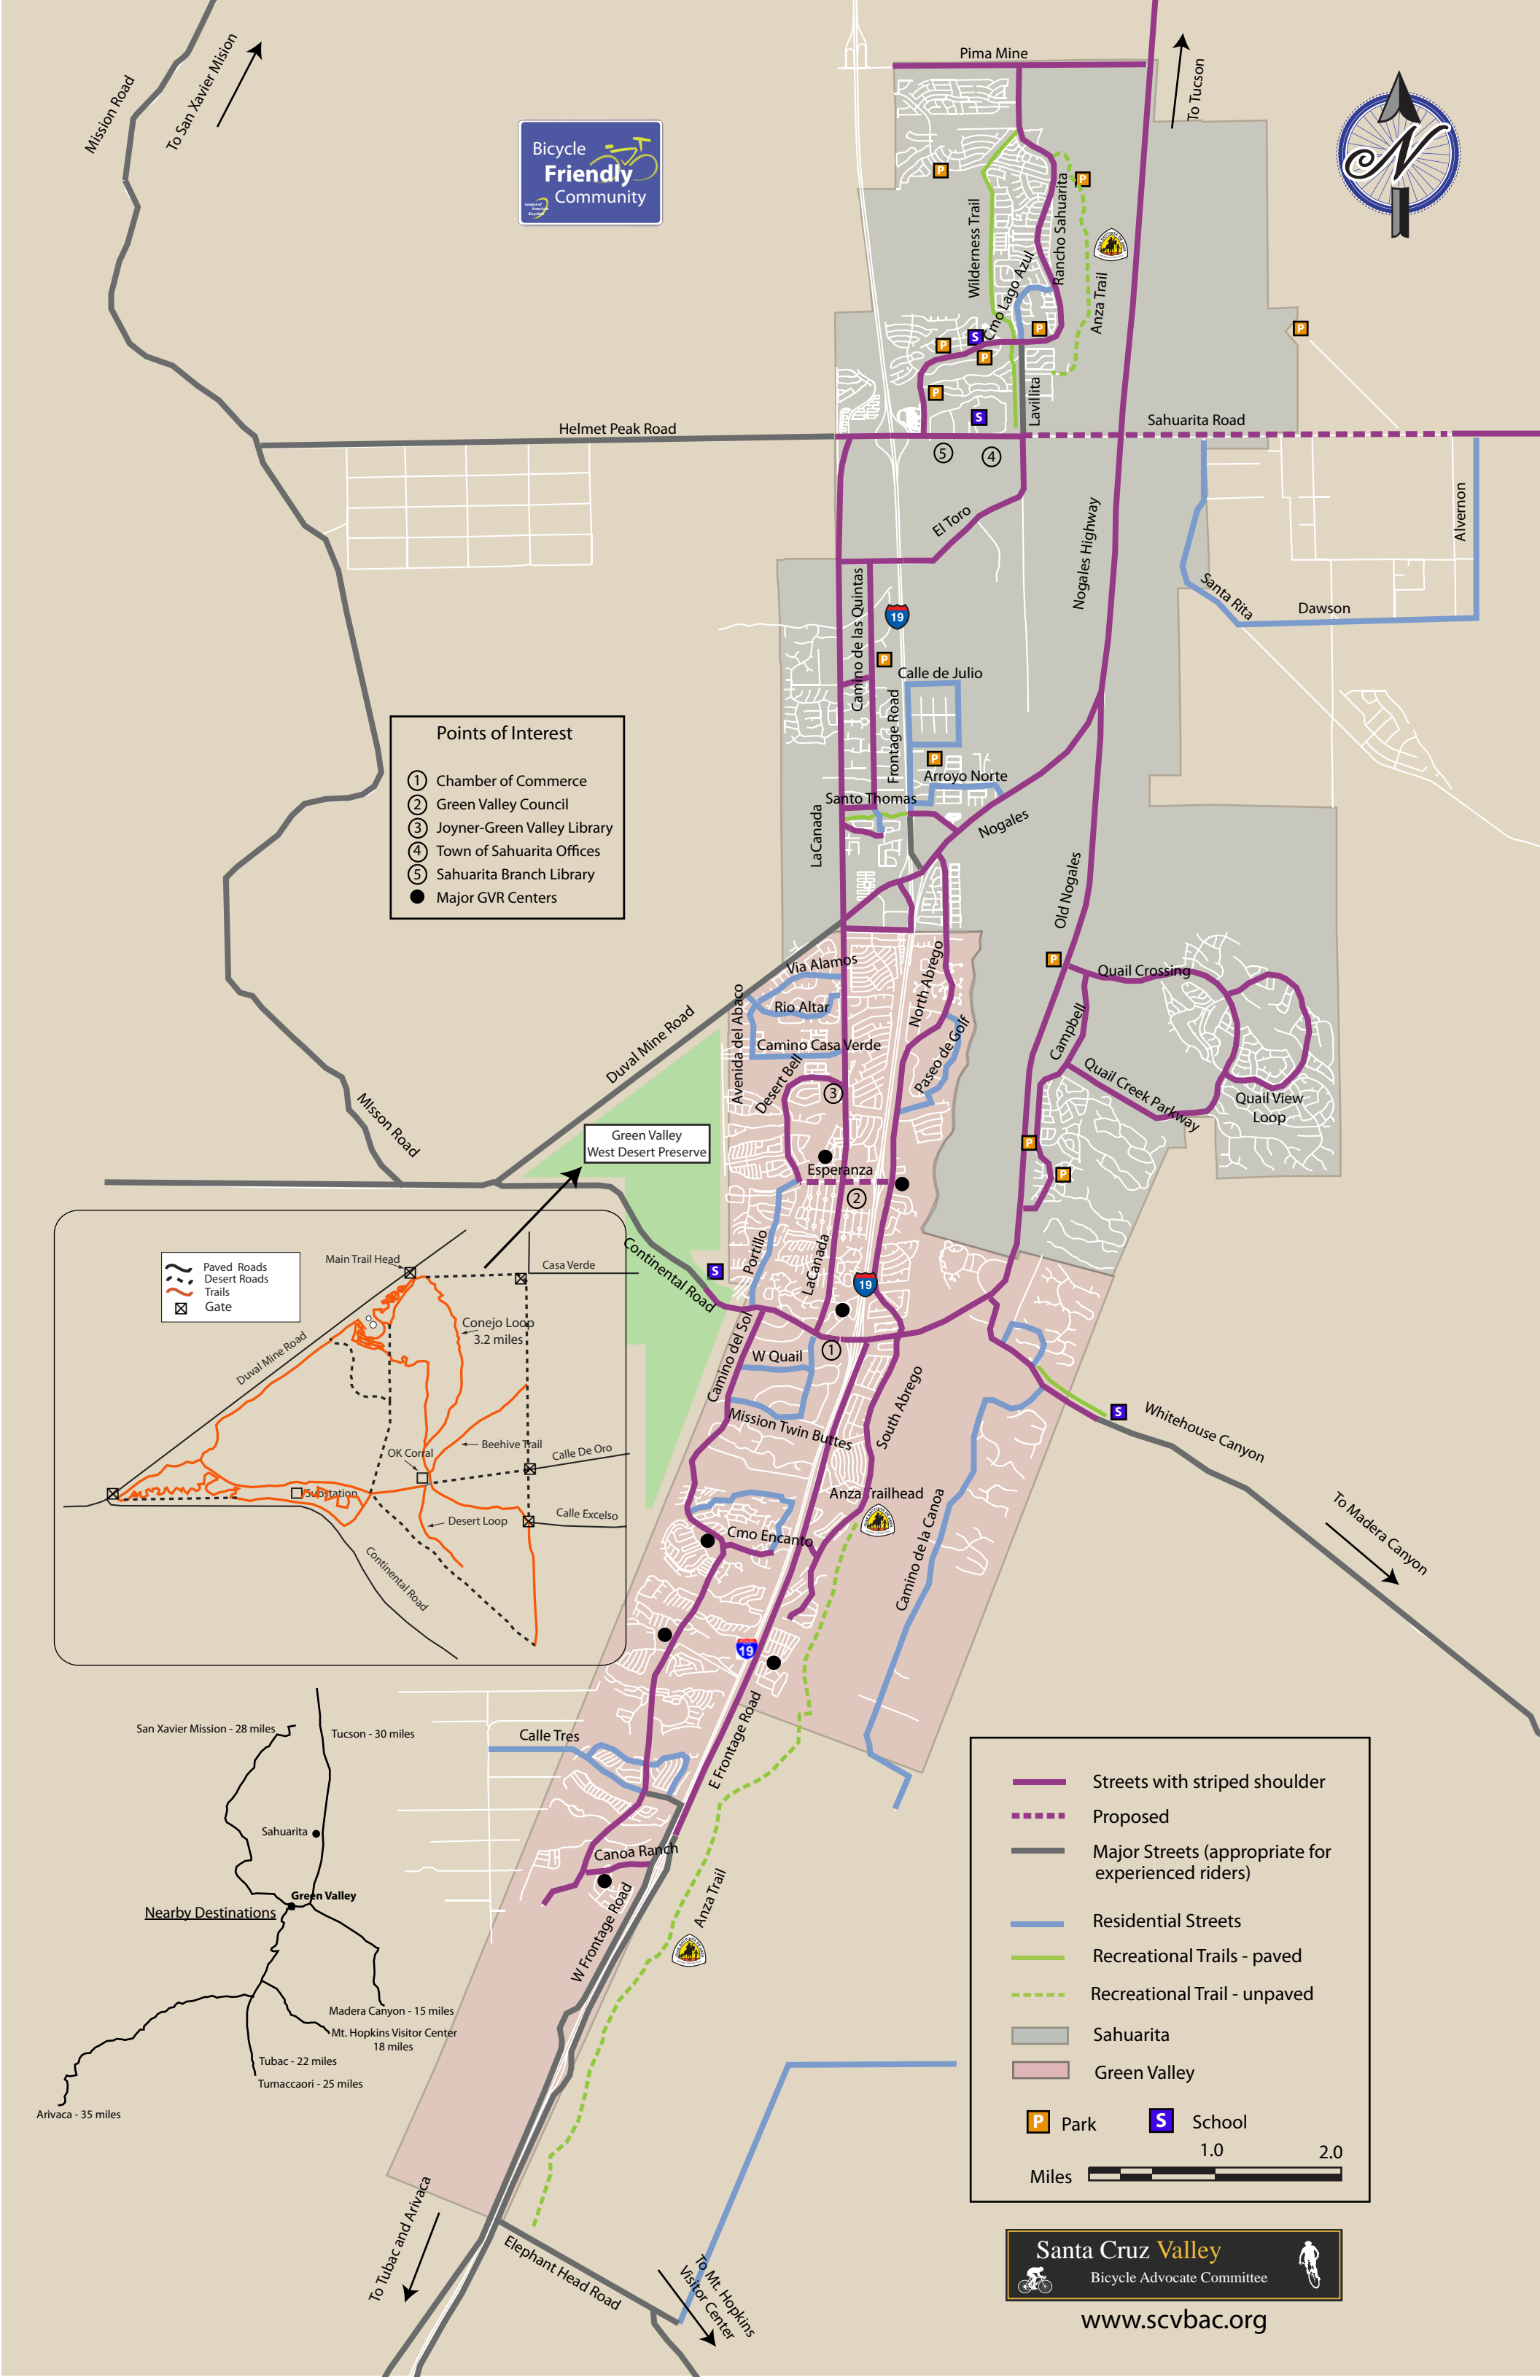 Pima Mine
Mission Road
To San Xavier Mision
To Tucson
N
Bicycle
Friendly
Community
League of
American
Bicyclists
P
P
Wilderness Trail
Rancho Sahuarita
Cmo Lago Azul
Anza Trail
S
P
P
P
P
P
Lavillita
S
Helmet Peak Road
Sahuarita Road
5
4
El Toro
Nogales Highway
Alvernon
Camino de las Quintas
19
Santa Rita
Dawson
P
Calle de Julio
Frontage Road
P
Arroyo Norte
Santo Thomas
LaCanada
Nogales
Points of Interest
1 Chamber of Commerce
2 Green Valley Council
3 Joyner-Green Valley Library
4 Town of Sahuarita Offices
5 Sahuarita Branch Library
Major GVR Centers
Old Nogales
P
Quail Crossing
Via Alamos
North Abrego
Rio Altar
Avenida del Abaco
Duval Mine Road
Camino Casa Verde
Paseo de Golf
Campbell
Desert Bell
3
Quail Creek Parkway
Quail View
Loop
MIsson Road
Green Valley
West Desert Preserve
P
P
Esperanza
2
Continental Road
Portillo
LaCanada
S
19
Camino del Sol
1
W Quail
South Abrego
Mission Twin Buttes
S
Whitehouse Canyon
Anza Trailhead
Cmo Encanto
Camino de la Canoa
To Madera Canyon
19
Paved Roads
Desert Roads
Trails
Gate
Main Trail Head
Casa Verde
Conejo Loop
3.2 miles
Duval Mine Road
OK Corral
Beehive Trail
Calle De Oro
Substation
Desert Loop
Calle Excelso
Continental Road
Calle Tres
E Frontage Road
Canoa Ranch
W Frontage Road
Anza Trail
San Xavier Mission - 28 miles
Tucson - 30 miles
Sahuarita
Green Valley
Nearby Destinations
Madera Canyon - 15 miles
Mt. Hopkins Visitor Center
18 miles
Tubac - 22 miles
Tumaccaori - 25 miles
Arivaca - 35 miles
Streets with striped shoulder
Proposed
Major Streets (appropriate for
experienced riders)
Residential Streets
Recreational Trails - paved
Recreational Trail - unpaved
Sahuarita
Green Valley
P Park
S School
1.0
2.0
Miles
To Tubac and Arivaca
Elephant Head Road
To Mt. Hopkins
Visitor Center
Santa Cruz Valley
Bicycle Advocate Committee
www.scvbac.org